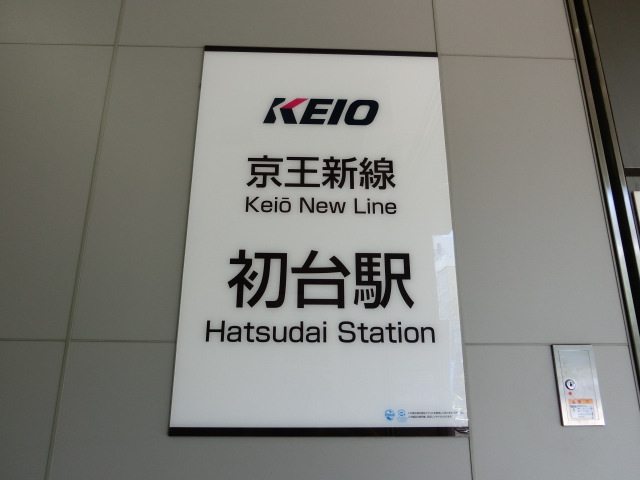 KEIO
京王新線
Keiō New Line
初台駅
Hatsudai Station